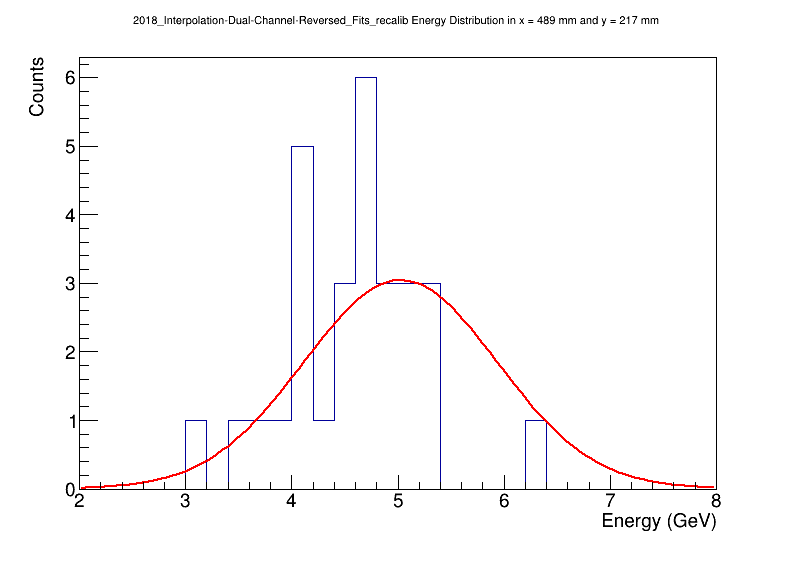 2018_Interpolation-Dual-Channel-Reversed_Fits_recalib Energy Distribution in x = 489 mm and y = 217 mm
Counts
6
5
4
3
2
1
0
2 3 4 5 6 7 8
Energy (GeV)